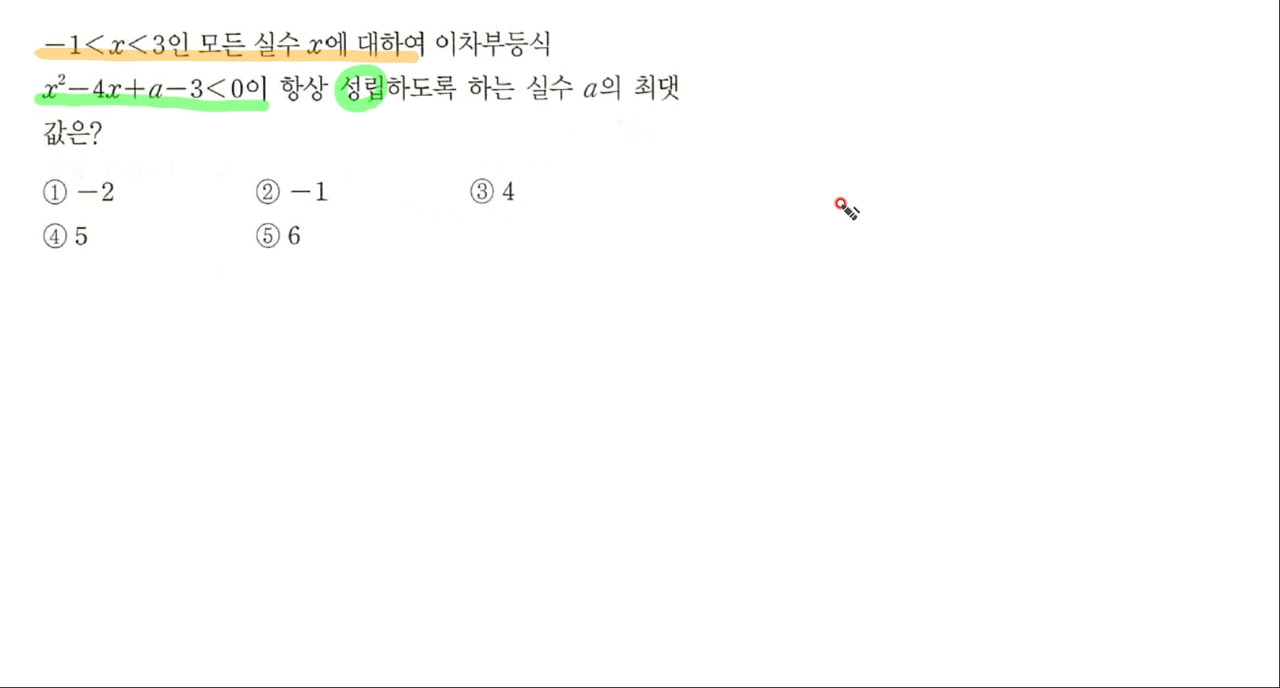 −1<x<3인 모든 실수 x에 대하여 이차부등식
x²−4x+a−3<0이 항상 성립하도록 하는 실수 a의 최댓
값은?
① −2 ② −1 ③ 4
④ 5 ⑤ 6